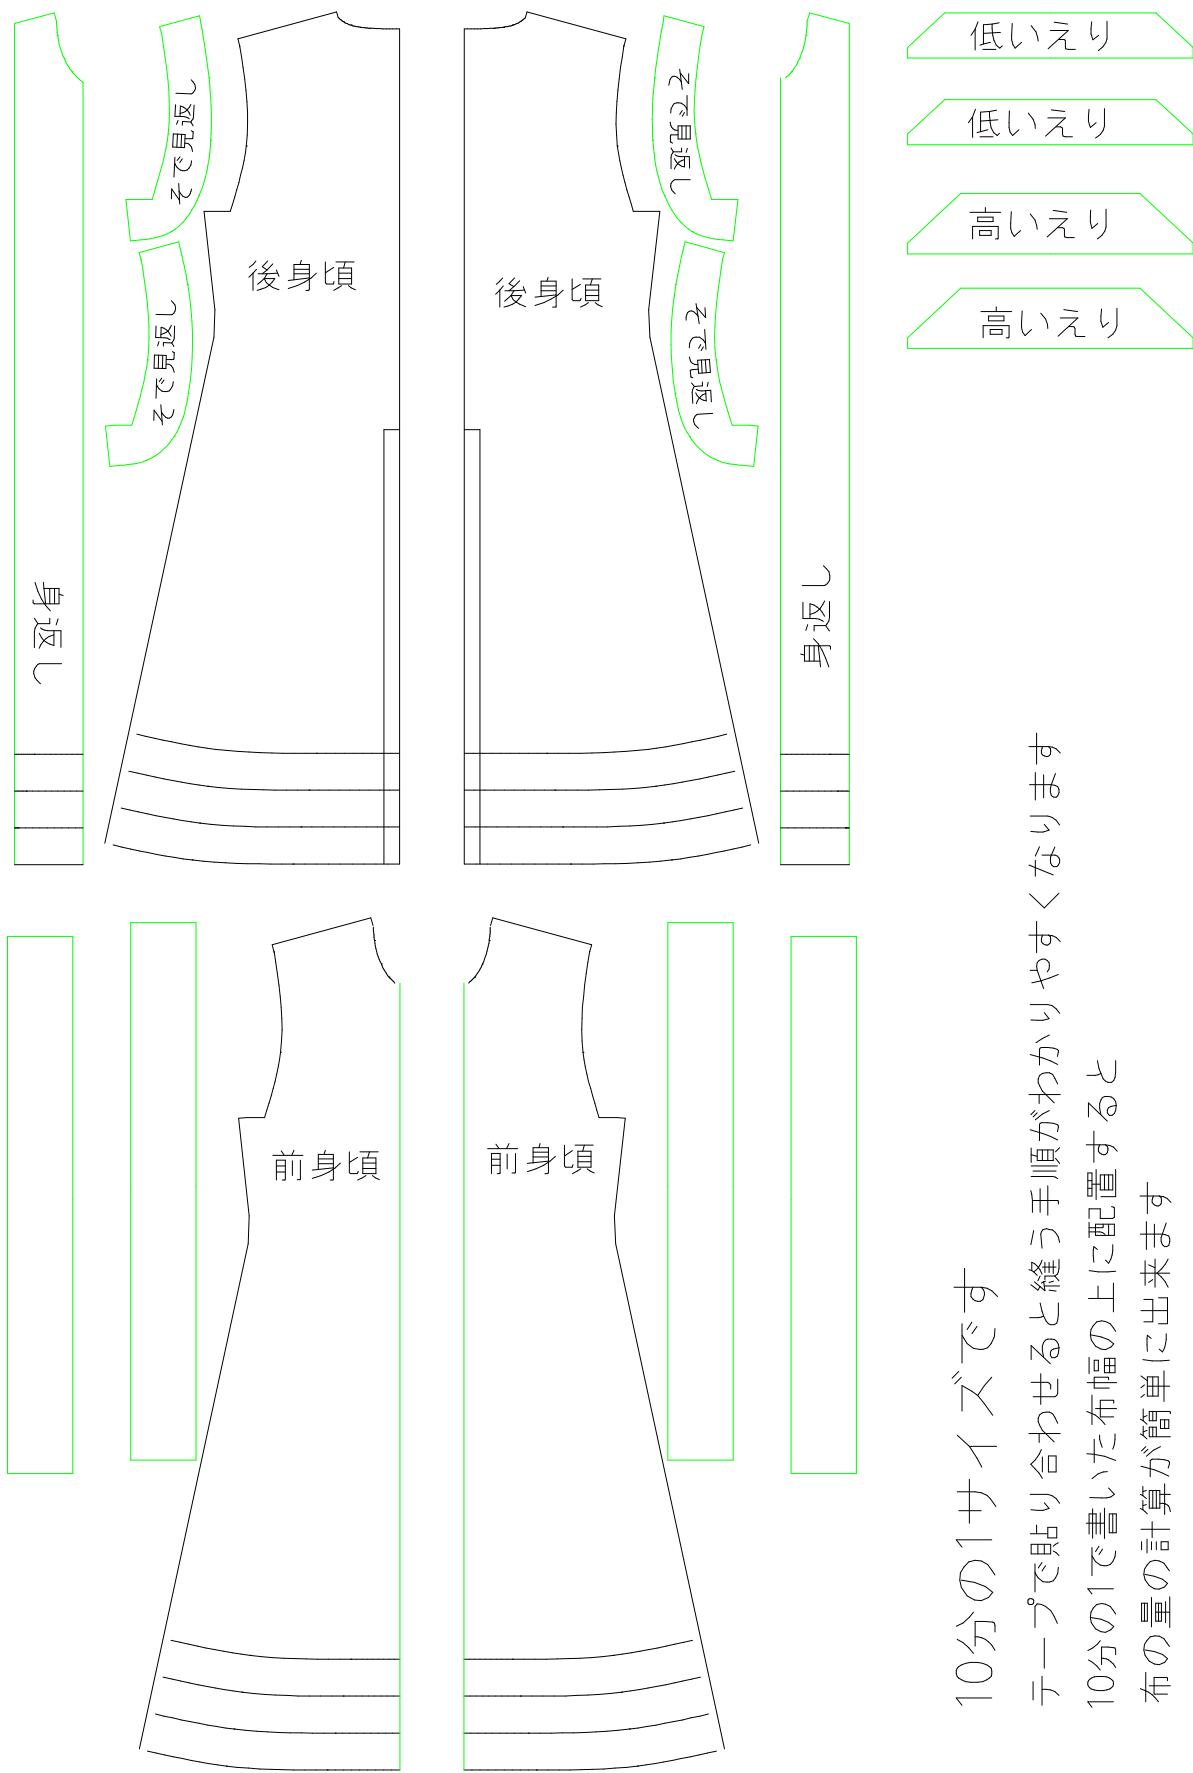 低いえり
低いえり
高いえり
高いえり
そで見返し
そで見返し
そで見返し
そで見返し
後身頃
後身頃
身返し
身返し
前身頃
前身頃
10分の1サイズです
テープで貼り合わせると縫う手順がわかりやすくなります
10分の1で書いた布幅の上に配置すると
布の量の計算が簡単に出来ます